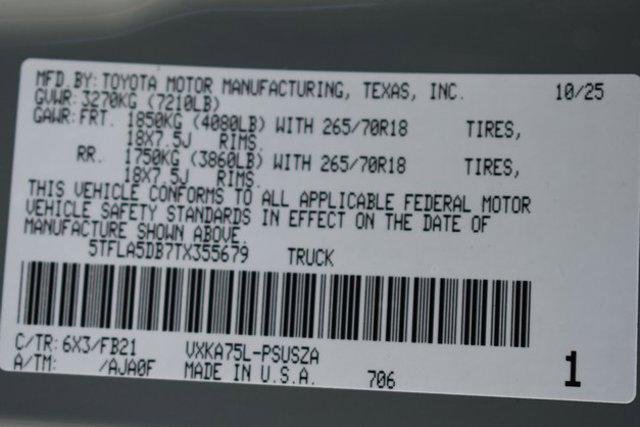 MFD.BY:TOYOTA MOTOR MANUFACTURING, TEXAS, INC. 10/25
GVWR: 3270KG (7210LB)
GAWR:FRT. 1850KG (4080LB) WITH 265/70R18 TIRES,
18X7.5J RIMS.
RR. 1750KG (3860LB) WITH 265/70R18 TIRES,
18X7.5J RIMS.
THIS VEHICLE CONFORMS TO ALL APPLICABLE FEDERAL MOTOR
VEHICLE SAFETY STANDARDS IN EFFECT ON THE DATE OF
MANUFACTURE SHOWN ABOVE.
5TFLA5DB7TX355679 TRUCK
C/TR:6X3/FB21 VXKA75L-PSUSZA
A/TM: /AJA0F MADE IN U.S.A. 706 1